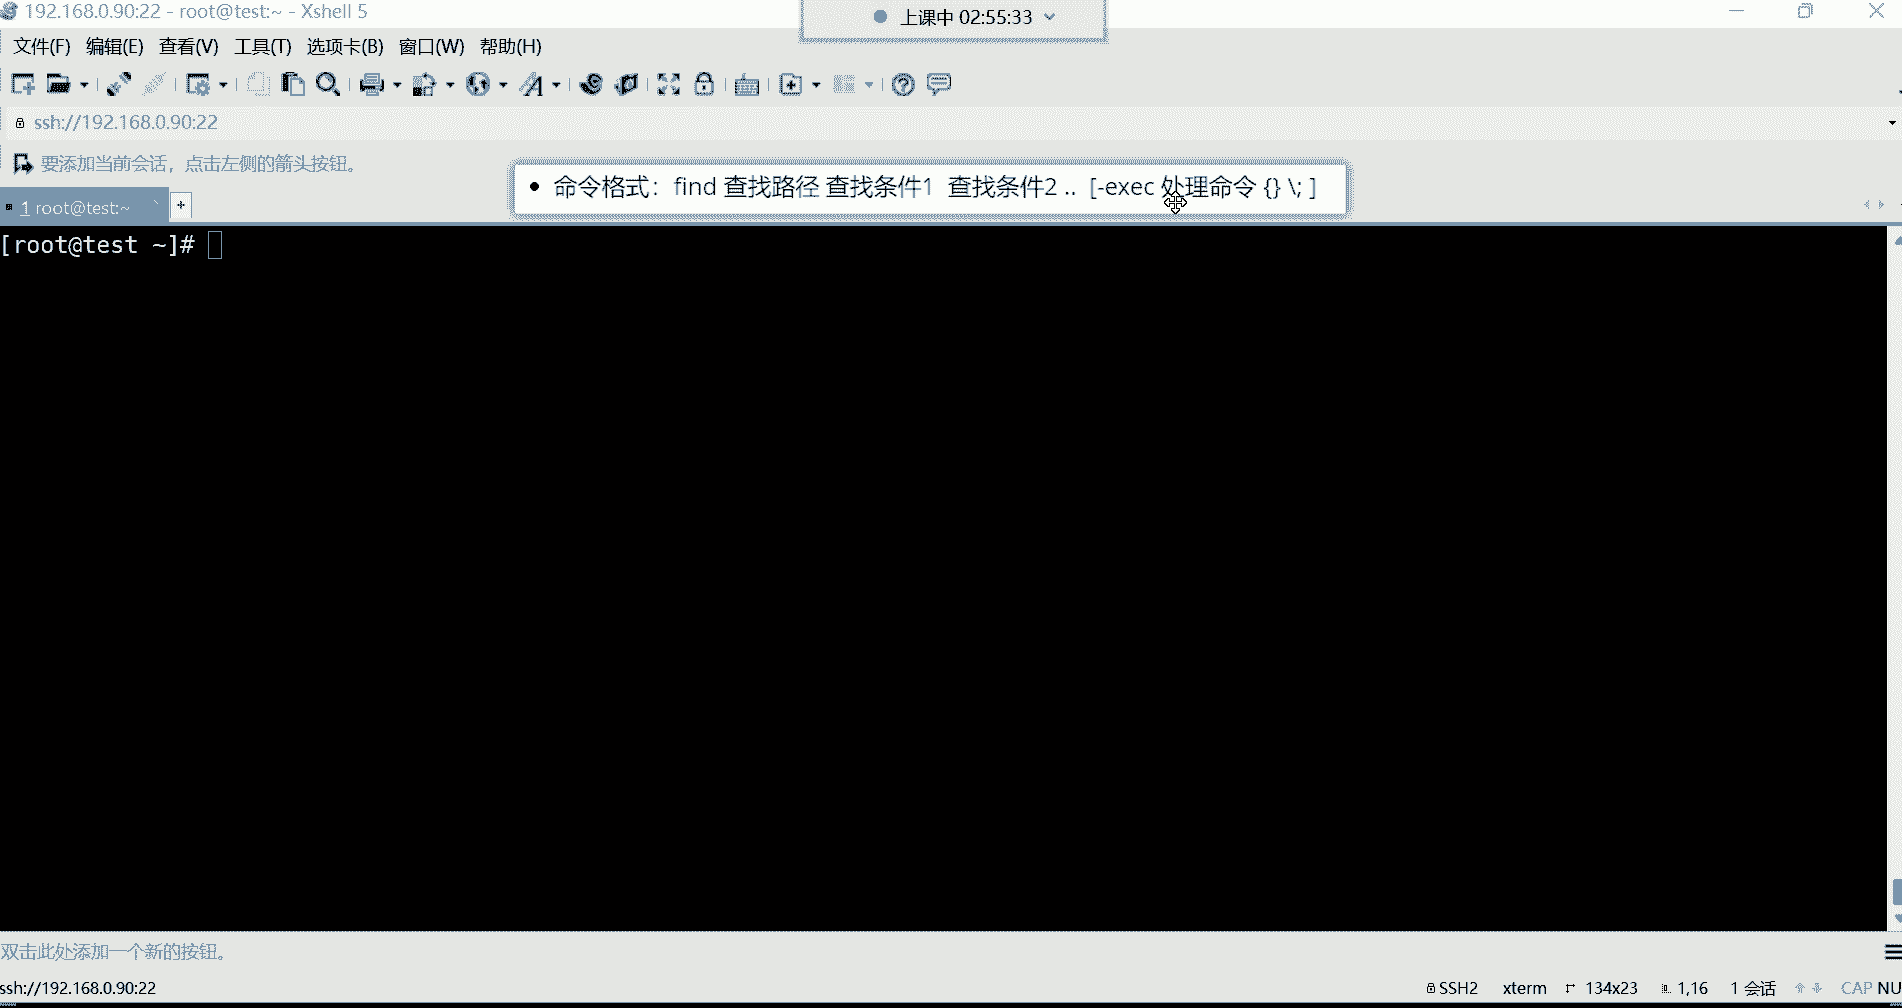 192.168.0.90:22 - root@test:~ - Xshell 5
上课中 02:55:33
文件(F) 编辑(E) 查看(V) 工具(T) 选项卡(B) 窗口(W) 帮助(H)
ssh://192.168.0.90:22
要添加当前会话，点击左侧的箭头按钮。
• 命令格式：find 查找路径 查找条件1 查找条件2 .. [-exec 处理命令 {} \; ]
1 root@test:~
[root@test ~]#
双击此处添加一个新的按钮。
ssh://192.168.0.90:22 SSH2 xterm 134x23 1,16 1 会话 CAP NU